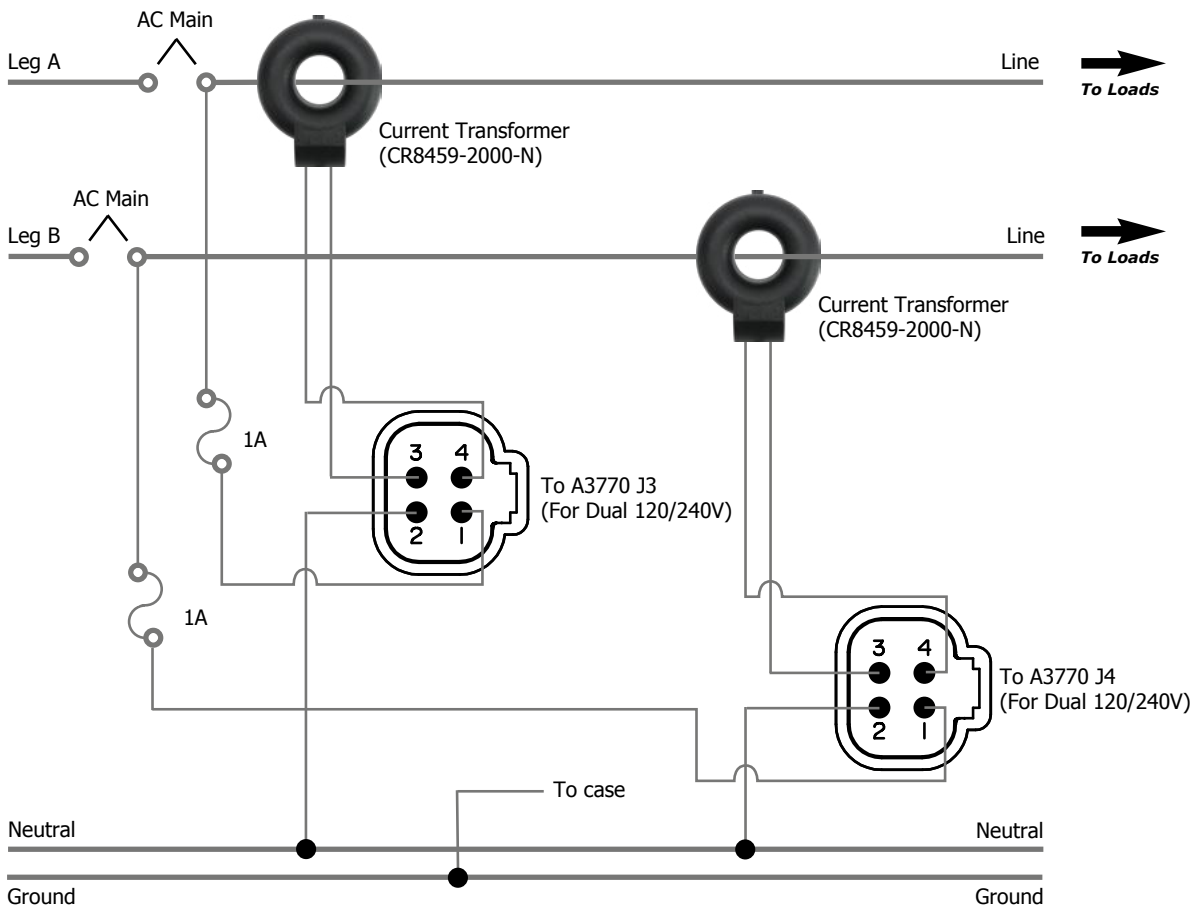 AC Main
Leg A
Line
To Loads
Current Transformer
(CR8459-2000-N)
AC Main
Leg B
Line
To Loads
Current Transformer
(CR8459-2000-N)
1A
3 4
2 1
To A3770 J3
(For Dual 120/240V)
1A
3 4
2 1
To A3770 J4
(For Dual 120/240V)
To case
Neutral
Neutral
Ground
Ground